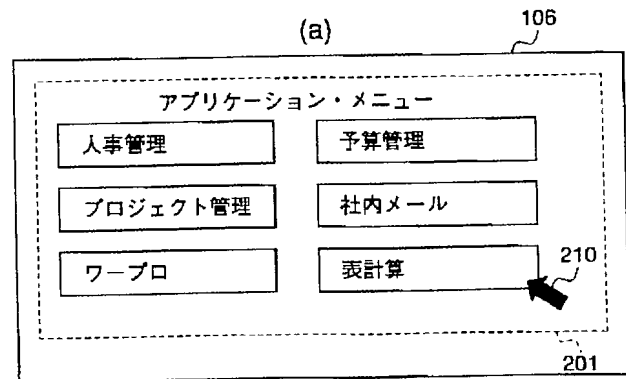 (a)
106
アプリケーション・メニュー
人事管理
予算管理
プロジェクト管理
社内メール
ワープロ
表計算
210
201